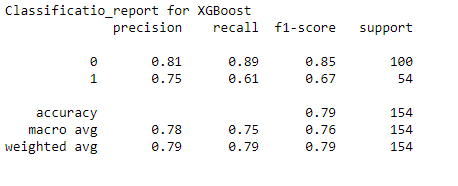 Classificatio_report for XGBoost
precision recall f1-score support
0 0.81 0.89 0.85 100
1 0.75 0.61 0.67 54
accuracy 0.79 154
macro avg 0.78 0.75 0.76 154
weighted avg 0.79 0.79 0.79 154